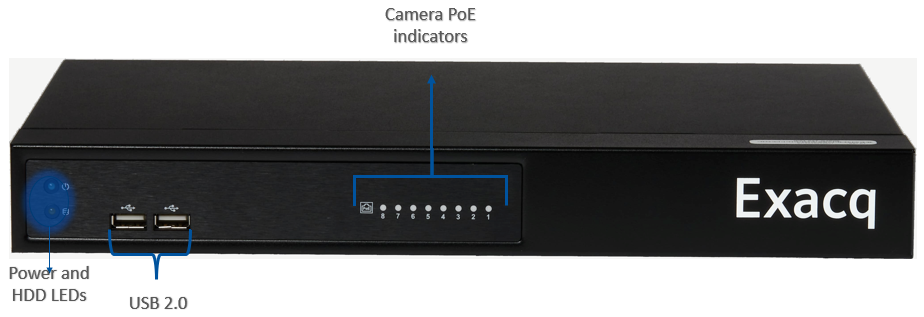 Camera PoE
indicators
8 7 6 5 4 3 2 1
Exacq
Power and
HDD LEDs
USB 2.0